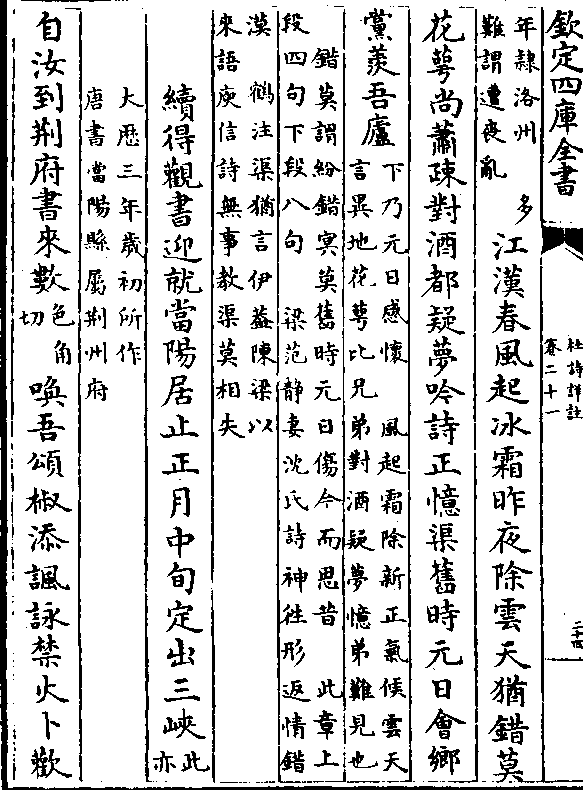 欽定四庫全書
杜詩詳註
卷二十一
二十四
年隷洛州
難謂遭喪亂
多
江漢春風起冰霜昨夜除雲天猶錯莫
花萼尚蕭疎對酒都疑夢吟詩正憶渠舊時元日會鄉
黨羨吾廬
下乃元日感懷 風起霜除新正氣候雲天
言異地花萼比兄弟對酒疑夢憶弟難見也
錯莫謂紛錯冥莫舊時元日傷今而思昔 此章上
段四句下段八句 梁范静妻沈氏詩神徃形返情錯
漠 鶴注渠猶言伊葢陳梁以
來語庾信詩無事教渠莫相失
續得觀書迎就當陽居止正月中旬定出三峽
此
亦
大厯三年歲初所作
唐書當陽縣屬荆州府
自汝到荆府書來數
色角
切
喚吾頌椒添諷詠禁火卜歡